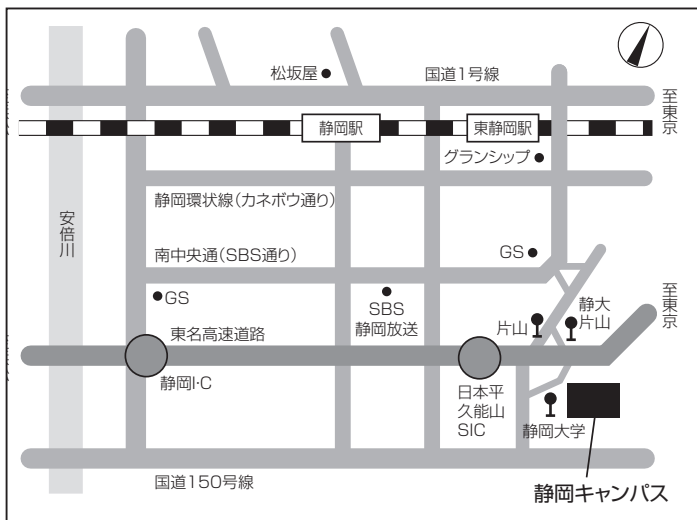 松坂屋
国道1号線
至東京
静岡駅
東静岡駅
グランシップ
静岡環状線(カネボウ通り)
安倍川
南中央通(SBS通り)
GS
GS
SBS
静岡放送
至東京
静大
片山
片山
東名高速道路
静岡I・C
日本平
久能山
SIC
静岡大学
国道150号線
静岡キャンパス